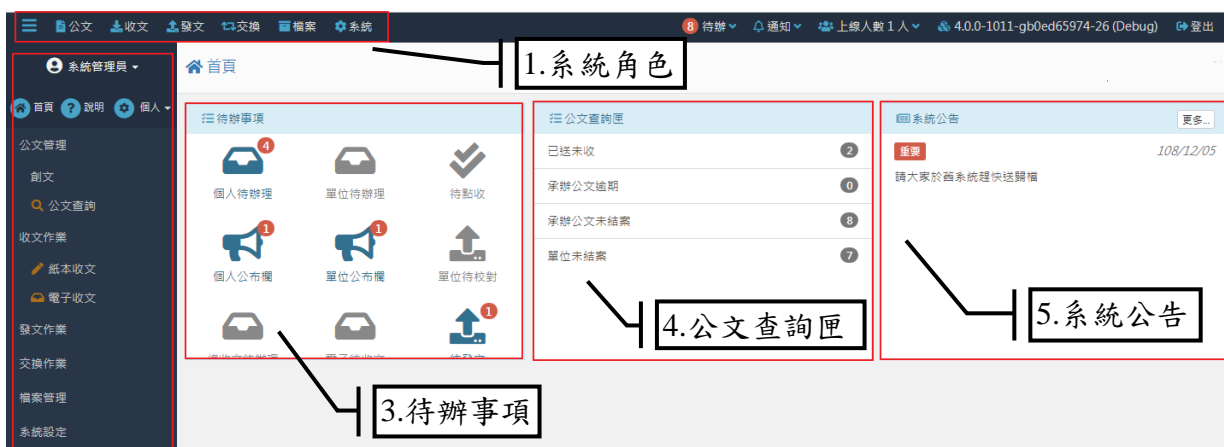 公文 收文 發文 交換 檔案 系統 8 待辦 通知 上線人數 1 人 4.0.0-1011-gb0ed65974-26 (Debug) 登出
系統管理員
首頁
1.系統角色
首頁 說明 個人
待辦事項
公文查詢匣
系統公告 更多...
公文管理
創文
公文查詢
收文作業
紙本收文
電子收文
發文作業
交換作業
檔案管理
系統設定
4
個人待辦理 單位待辦理 待點收
1 1
個人公布欄 單位公布欄 單位待校對
1
已送未收 2
承辦公文逾期 0
承辦公文未結案 8
單位未結案 7
重要 108/12/05
請大家於舊系統趕快送歸檔
3.待辦事項
4.公文查詢匣
5.系統公告